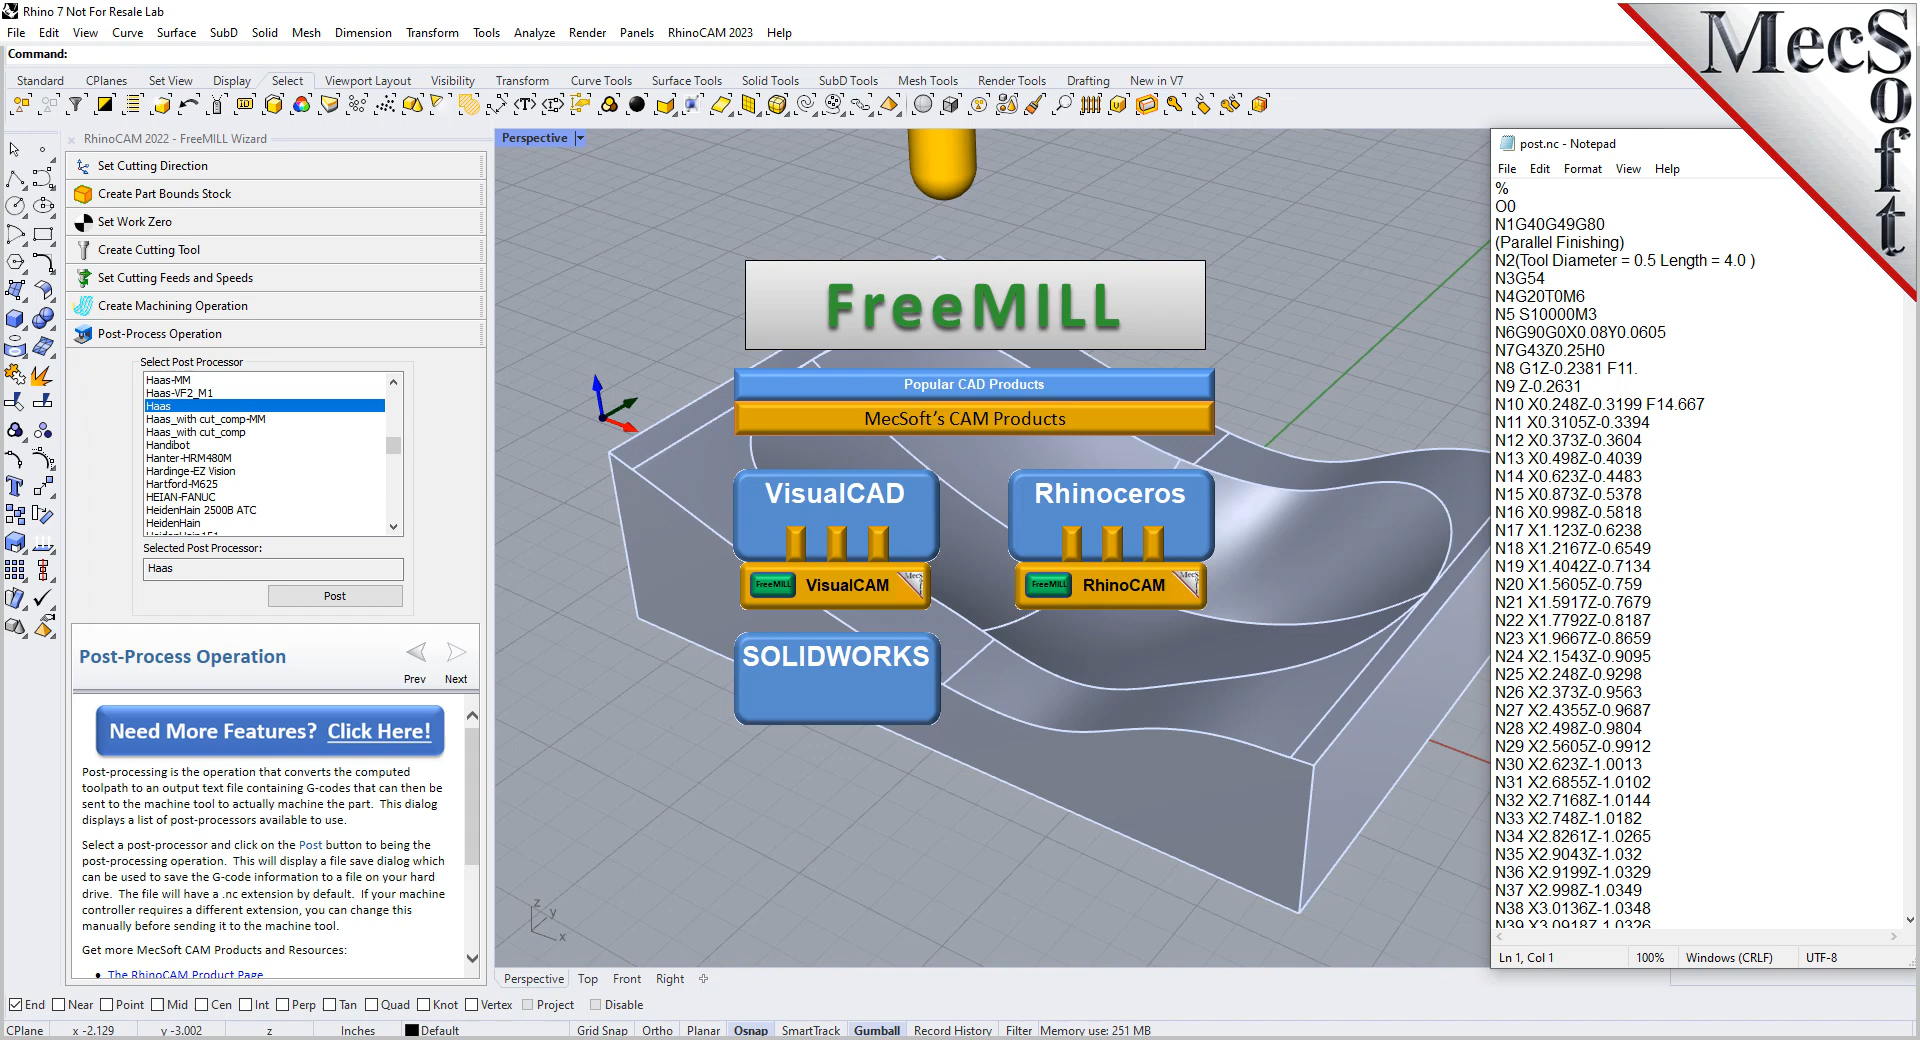 Rhino 7 Not For Resale Lab
File Edit View Curve Surface SubD Solid Mesh Dimension Transform Tools Analyze Render Panels RhinoCAM 2023 Help
Command:
Standard CPlanes Set View Display Select Viewport Layout Visibility Transform Curve Tools Surface Tools Solid Tools SubD Tools Mesh Tools Render Tools Drafting New in V7
MecSoft
RhinoCAM 2022 - FreeMILL Wizard
Set Cutting Direction
Create Part Bounds Stock
Set Work Zero
Create Cutting Tool
Set Cutting Feeds and Speeds
Create Machining Operation
Post-Process Operation
Select Post Processor
Haas-MM
Haas-VF2_M1
Haas
Haas_with cut_comp-MM
Haas_with cut_comp
Handibot
Hanter-HRM480M
Hardinge-EZ Vision
Hartford-M625
HEIAN-FANUC
HeidenHain 2500B ATC
HeidenHain
Selected Post Processor:
Haas
Post
Post-Process Operation
Prev Next
Need More Features? Click Here!
Post-processing is the operation that converts the computed
toolpath to an output text file containing G-codes that can then be
sent to the machine tool to actually machine the part. This dialog
displays a list of post-processors available to use.
Select a post-processor and click on the Post button to being the
post-processing operation. This will display a file save dialog which
can be used to save the G-code information to a file on your hard
drive. The file will have a .nc extension by default. If your machine
controller requires a different extension, you can change this
manually before sending it to the machine tool.
Get more MecSoft CAM Products and Resources:
• The RhinoCAM Product Page
Perspective
FreeMILL
Popular CAD Products
MecSoft's CAM Products
VisualCAD
FreeMILL VisualCAM MecS
Rhinoceros
FreeMILL RhinoCAM MecS
SOLIDWORKS
z y x
Perspective Top Front Right
post.nc - Notepad
File Edit Format View Help
%
O0
N1G40G49G80
(Parallel Finishing)
N2(Tool Diameter = 0.5 Length = 4.0 )
N3G54
N4G20T0M6
N5 S10000M3
N6G90G0X0.08Y0.0605
N7G43Z0.25H0
N8 G1Z-0.2381 F11.
N9 Z-0.2631
N10 X0.248Z-0.3199 F14.667
N11 X0.3105Z-0.3394
N12 X0.373Z-0.3604
N13 X0.498Z-0.4039
N14 X0.623Z-0.4483
N15 X0.873Z-0.5378
N16 X0.998Z-0.5818
N17 X1.123Z-0.6238
N18 X1.2167Z-0.6549
N19 X1.4042Z-0.7134
N20 X1.5605Z-0.759
N21 X1.5917Z-0.7679
N22 X1.7792Z-0.8187
N23 X1.9667Z-0.8659
N24 X2.1543Z-0.9095
N25 X2.248Z-0.9298
N26 X2.373Z-0.9563
N27 X2.4355Z-0.9687
N28 X2.498Z-0.9804
N29 X2.5605Z-0.9912
N30 X2.623Z-1.0013
N31 X2.6855Z-1.0102
N32 X2.7168Z-1.0144
N33 X2.748Z-1.0182
N34 X2.8261Z-1.0265
N35 X2.9043Z-1.032
N36 X2.9199Z-1.0329
N37 X2.998Z-1.0349
N38 X3.0136Z-1.0348
N39 X3.0918Z-1.0326
Ln 1, Col 1 100% Windows (CRLF) UTF-8
End Near Point Mid Cen Int Perp Tan Quad Knot Vertex Project Disable
CPlane x -2.129 y -3.002 z Inches Default Grid Snap Ortho Planar Osnap SmartTrack Gumball Record History Filter Memory use: 251 MB